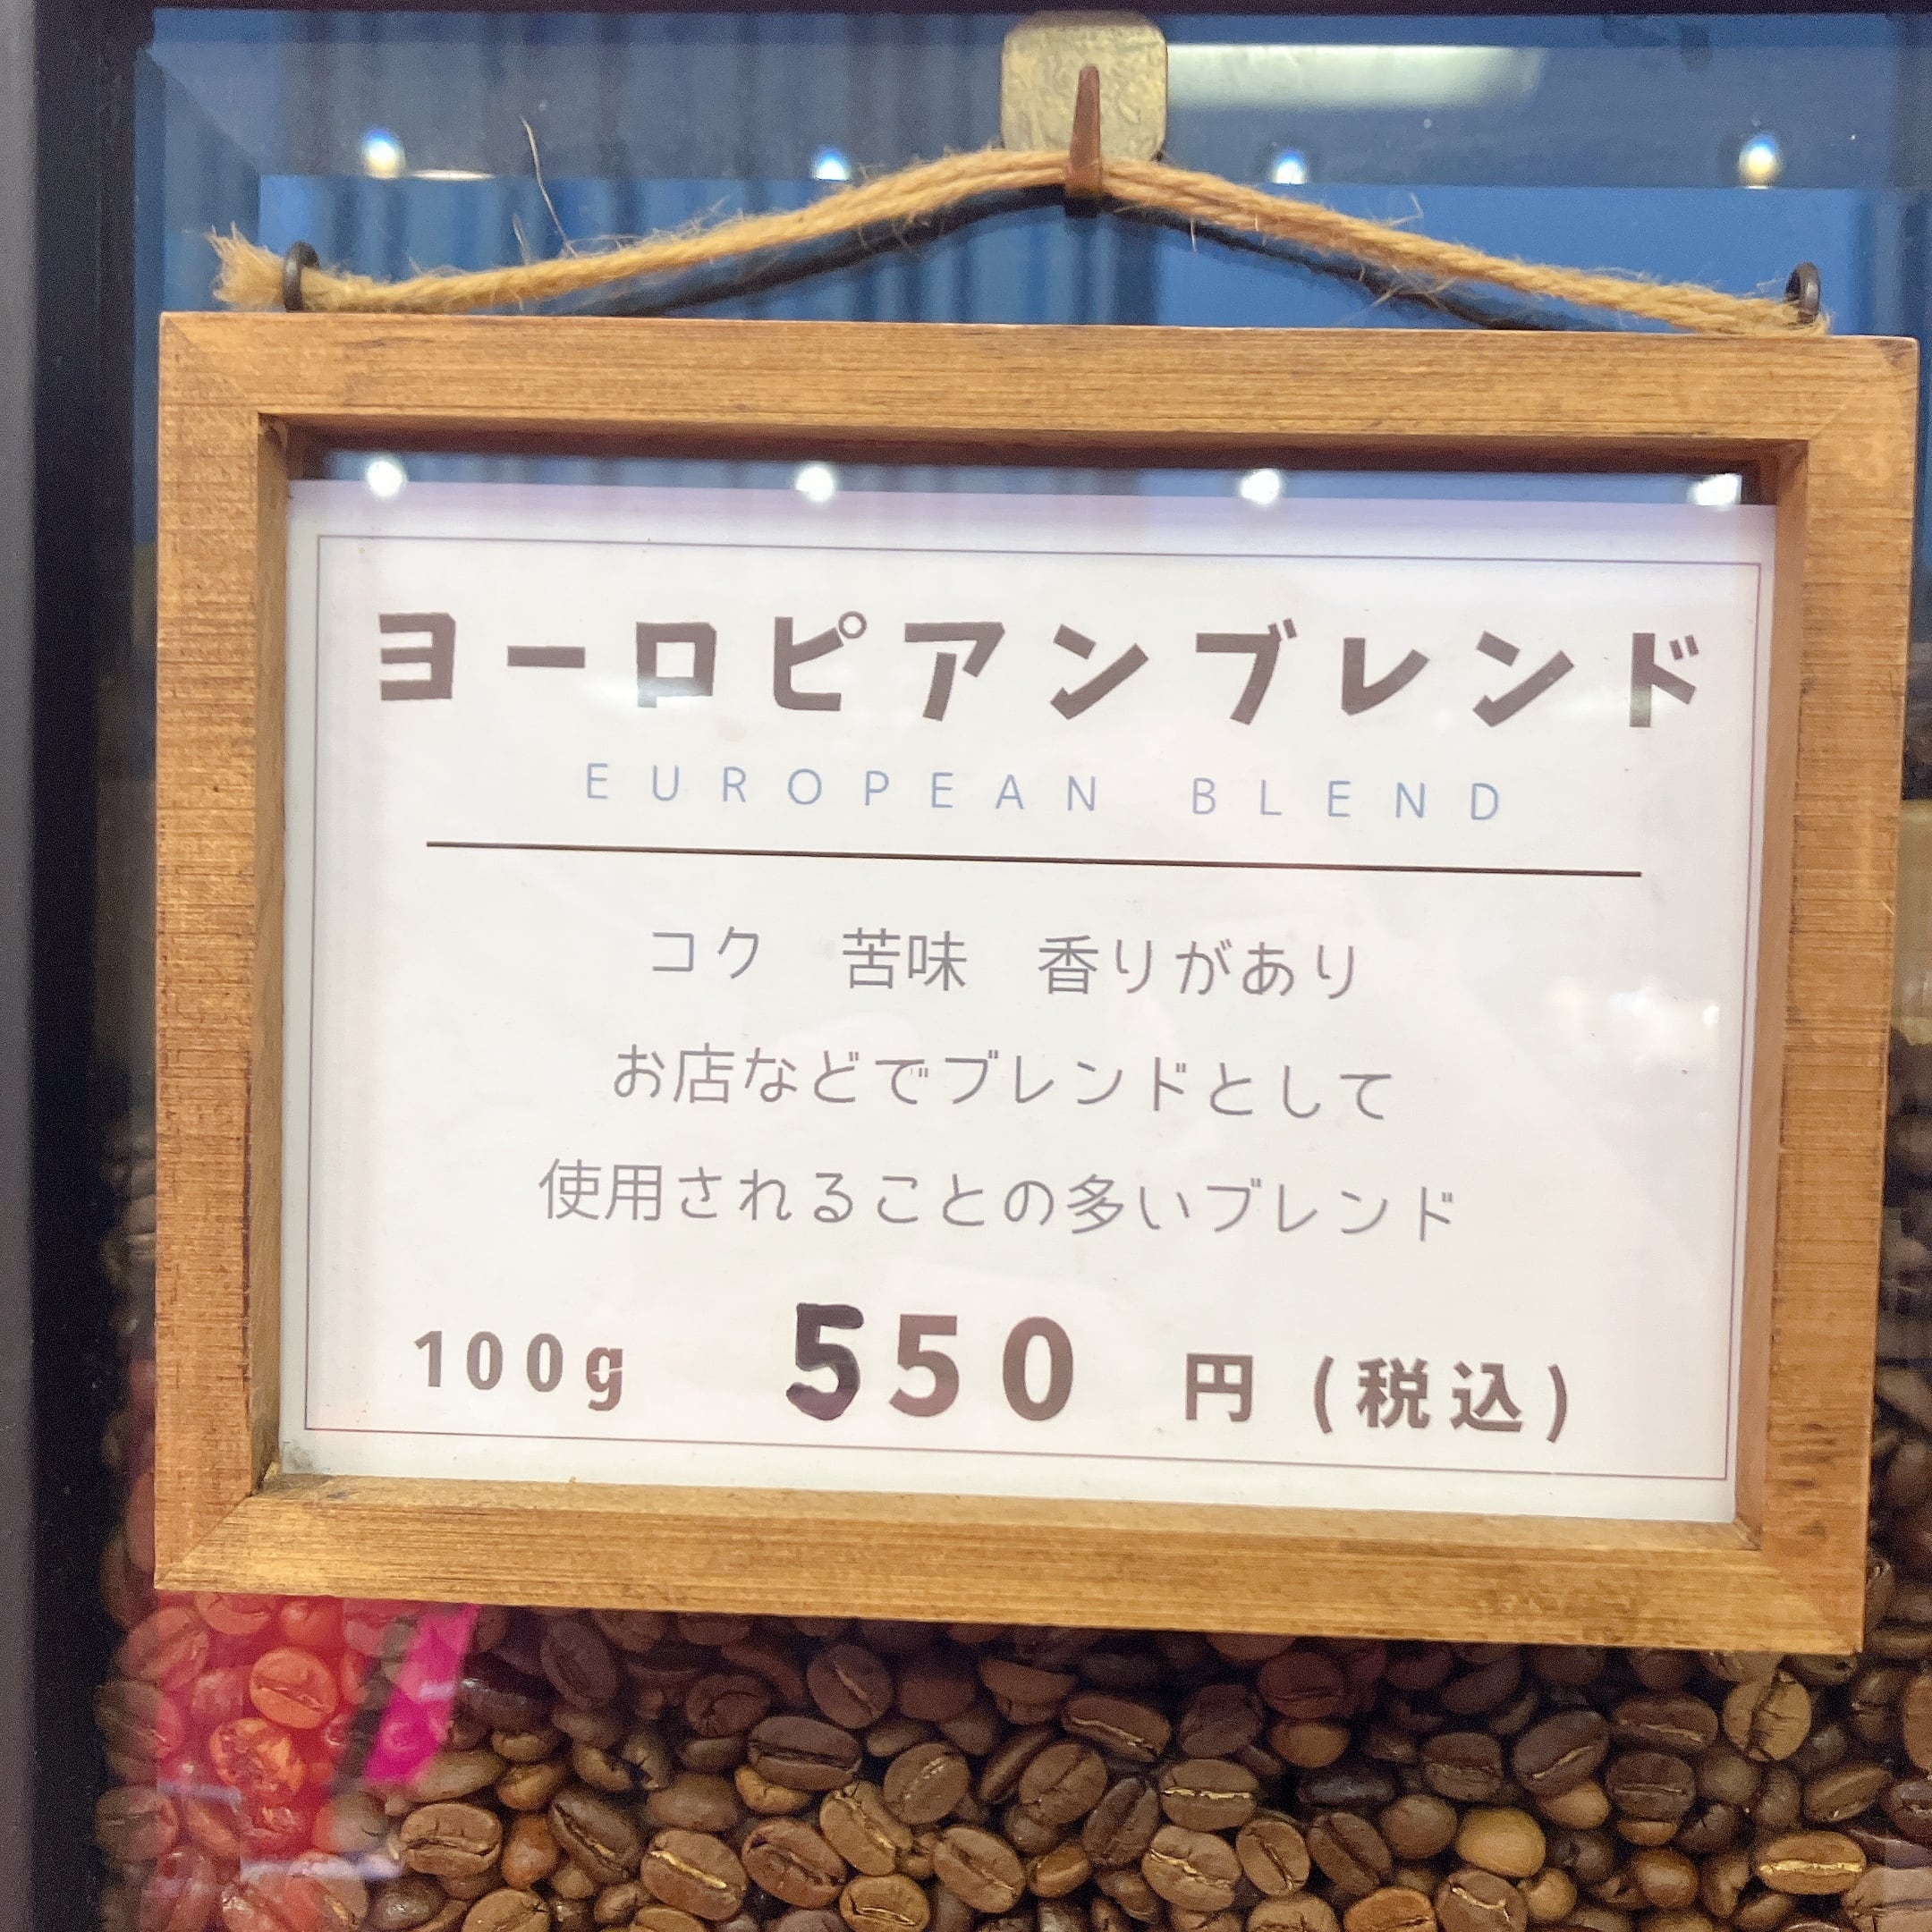 ヨーロピアンブレンド
EUROPEAN BLEND
コク　苦味　香りがあり
お店などでブレンドとして
使用されることの多いブレンド
100g 550 円 (税込)